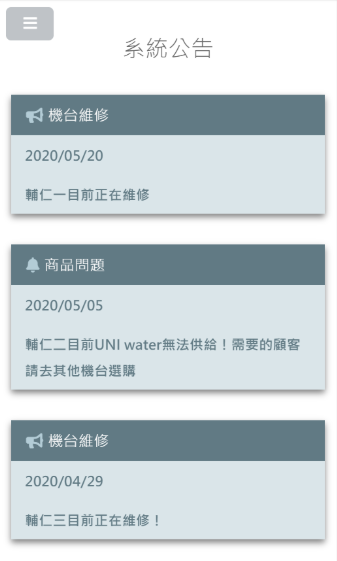 系統公告
機台維修
2020/05/20
輔仁一目前正在維修
商品問題
2020/05/05
輔仁二目前UNI water無法供給！需要的顧客
請去其他機台選購
機台維修
2020/04/29
輔仁三目前正在維修！